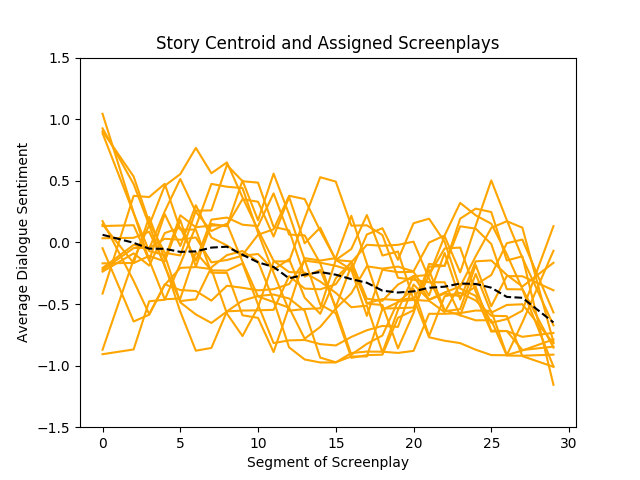 Story Centroid and Assigned Screenplays
1.5
1.0
0.5
0.0
−0.5
−1.0
−1.5
Average Dialogue Sentiment
0 5 10 15 20 25 30
Segment of Screenplay